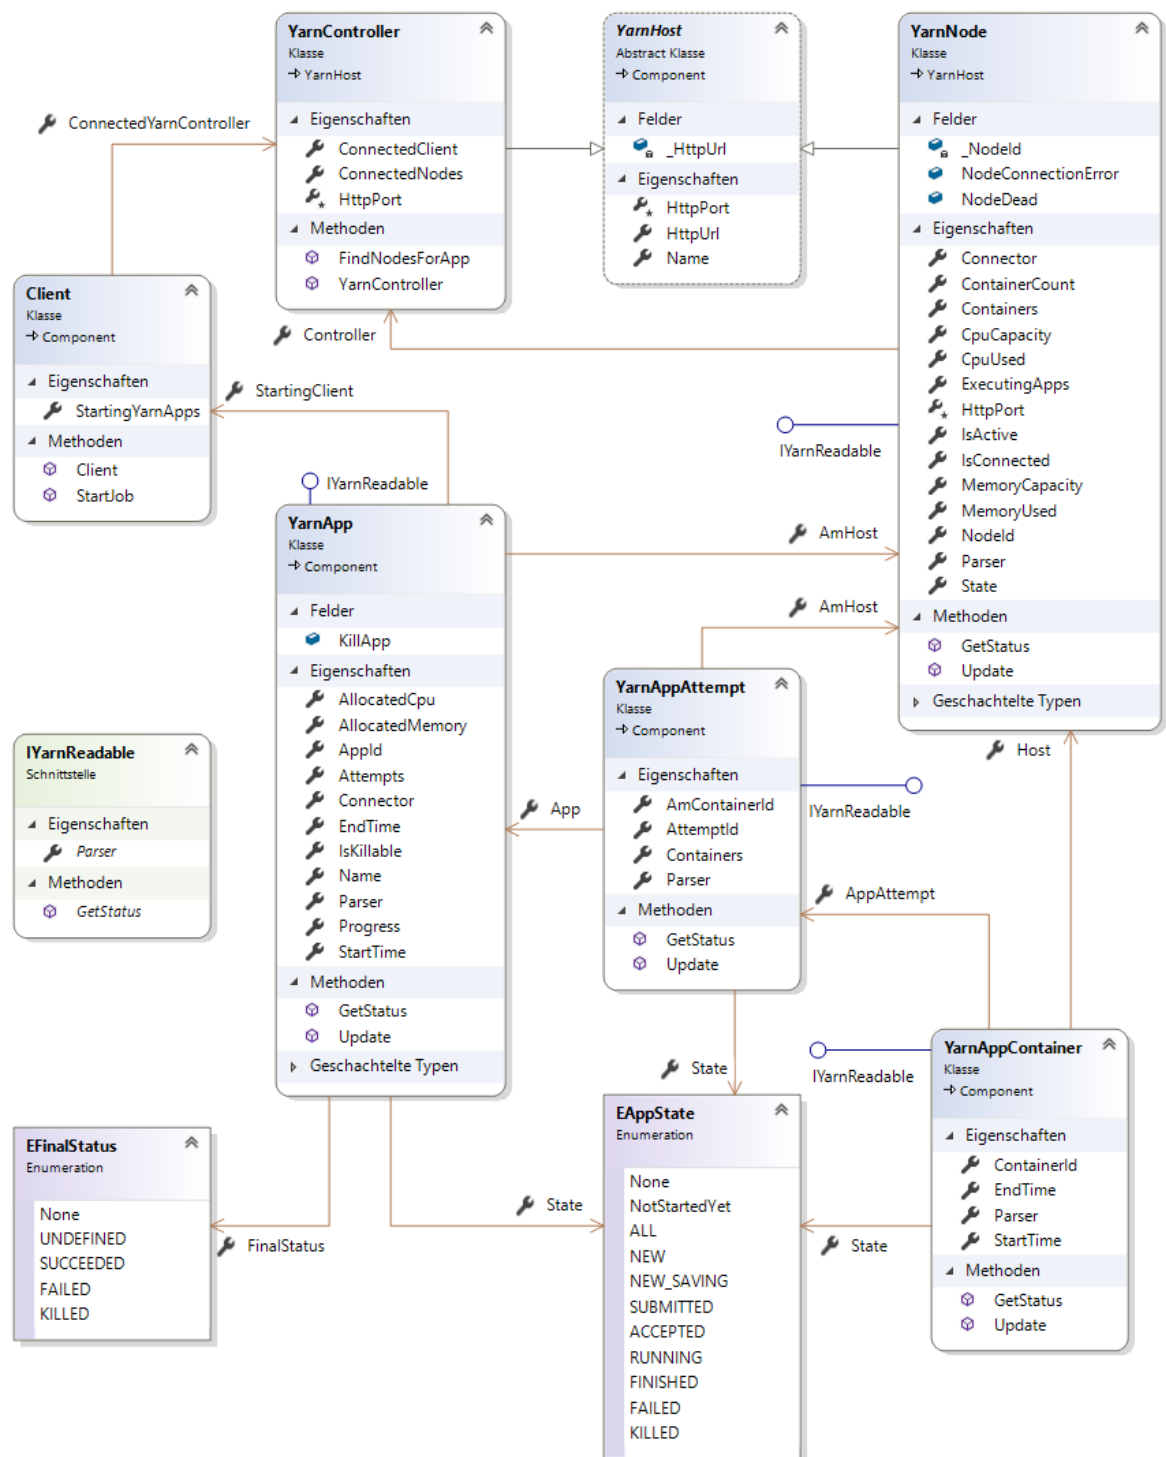 YarnController
Klasse
YarnHost
Eigenschaften
ConnectedClient
ConnectedNodes
HttpPort
Methoden
FindNodesForApp
YarnController
YarnHost
Abstract Klasse
Component
Felder
_HttpUrl
Eigenschaften
HttpPort
HttpUrl
Name
YarnNode
Klasse
YarnHost
Felder
_NodeId
NodeConnectionError
NodeDead
Eigenschaften
Connector
ContainerCount
Containers
CpuCapacity
CpuUsed
ExecutingApps
HttpPort
IsActive
IsConnected
MemoryCapacity
MemoryUsed
NodeId
Parser
State
Methoden
GetStatus
Update
Geschachtelte Typen
ConnectedYarnController
Controller
Client
Klasse
Component
Eigenschaften
StartingYarnApps
Methoden
Client
StartJob
StartingClient
IYarnReadable
IYarnReadable
YarnApp
Klasse
Component
Felder
KillApp
Eigenschaften
AllocatedCpu
AllocatedMemory
AppId
Attempts
Connector
EndTime
IsKillable
Name
Parser
Progress
StartTime
Methoden
GetStatus
Update
Geschachtelte Typen
AmHost
AmHost
YarnAppAttempt
Klasse
Component
Eigenschaften
AmContainerId
AttemptId
Containers
Parser
Methoden
GetStatus
Update
IYarnReadable
Schnittstelle
Eigenschaften
Parser
Methoden
GetStatus
App
Host
IYarnReadable
AppAttempt
IYarnReadable
YarnAppContainer
Klasse
Component
Eigenschaften
ContainerId
EndTime
Parser
StartTime
Methoden
GetStatus
Update
State
EAppState
Enumeration
None
NotStartedYet
ALL
NEW
NEW_SAVING
SUBMITTED
ACCEPTED
RUNNING
FINISHED
FAILED
KILLED
State
State
EFinalStatus
Enumeration
None
UNDEFINED
SUCCEEDED
FAILED
KILLED
FinalStatus